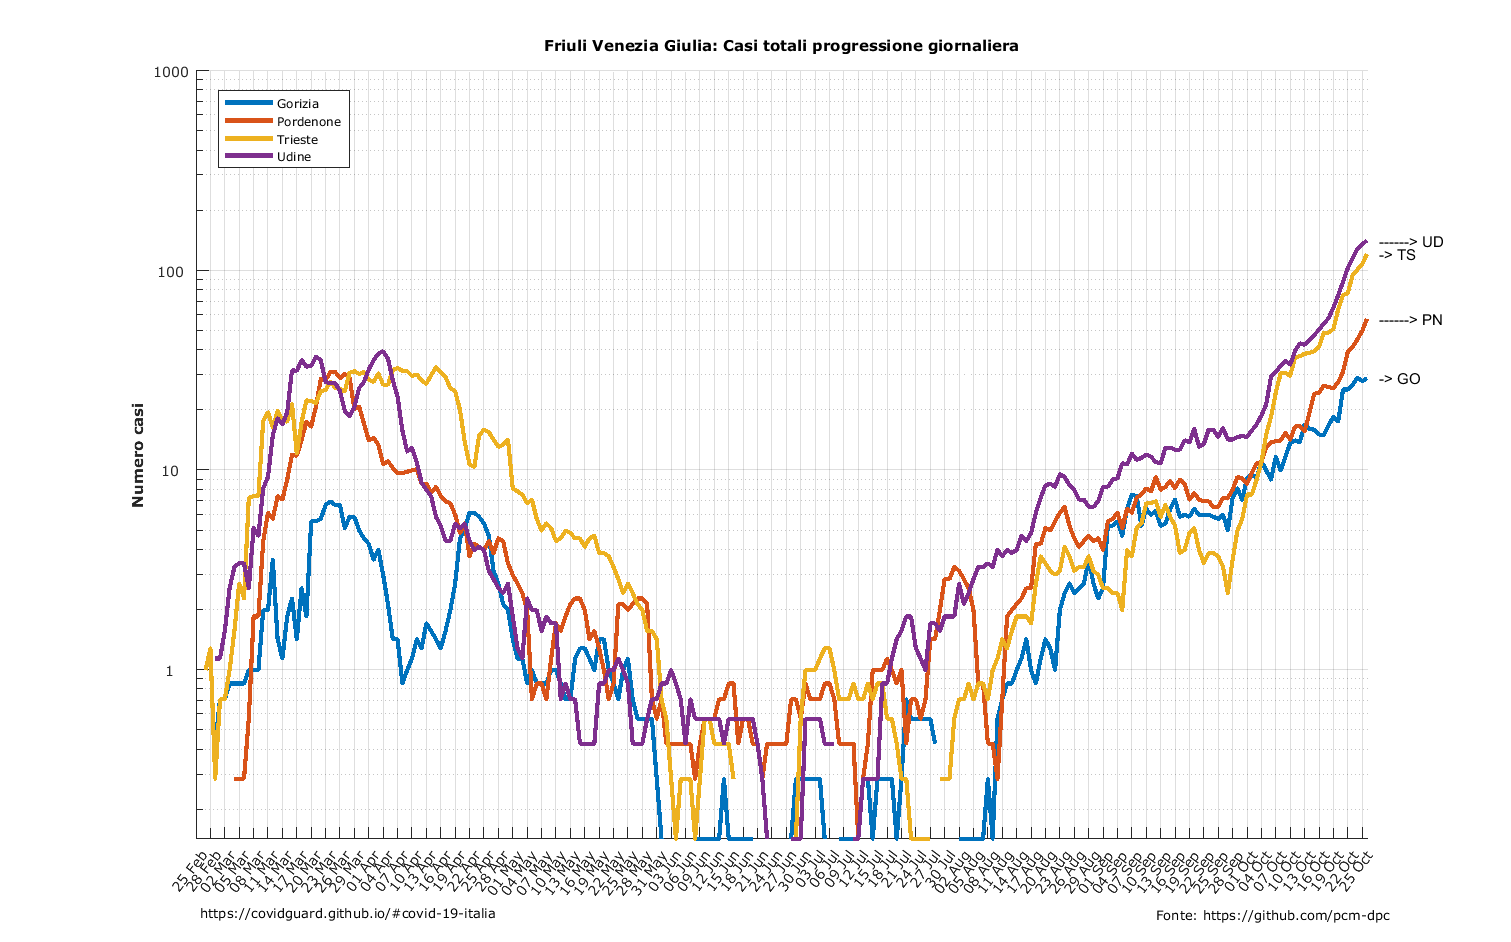 Friuli Venezia Giulia: Casi totali progressione giornaliera
1000
100
10
1
Numero casi
Gorizia
Pordenone
Trieste
Udine
------> UD
-> TS
------> PN
-> GO
25 Feb
28 Feb
02 Mar
05 Mar
08 Mar
11 Mar
14 Mar
17 Mar
20 Mar
23 Mar
26 Mar
29 Mar
01 Apr
04 Apr
07 Apr
10 Apr
13 Apr
16 Apr
19 Apr
22 Apr
25 Apr
28 Apr
01 May
04 May
07 May
10 May
13 May
16 May
19 May
22 May
25 May
28 May
31 May
03 Jun
06 Jun
09 Jun
12 Jun
15 Jun
18 Jun
21 Jun
24 Jun
27 Jun
30 Jun
03 Jul
06 Jul
09 Jul
12 Jul
15 Jul
18 Jul
21 Jul
24 Jul
27 Jul
30 Jul
02 Aug
05 Aug
08 Aug
11 Aug
14 Aug
17 Aug
20 Aug
23 Aug
26 Aug
29 Aug
01 Sep
04 Sep
07 Sep
10 Sep
13 Sep
16 Sep
19 Sep
22 Sep
25 Sep
28 Sep
01 Oct
04 Oct
07 Oct
10 Oct
13 Oct
16 Oct
19 Oct
22 Oct
25 Oct
https://covidguard.github.io/#covid-19-italia
Fonte: https://github.com/pcm-dpc